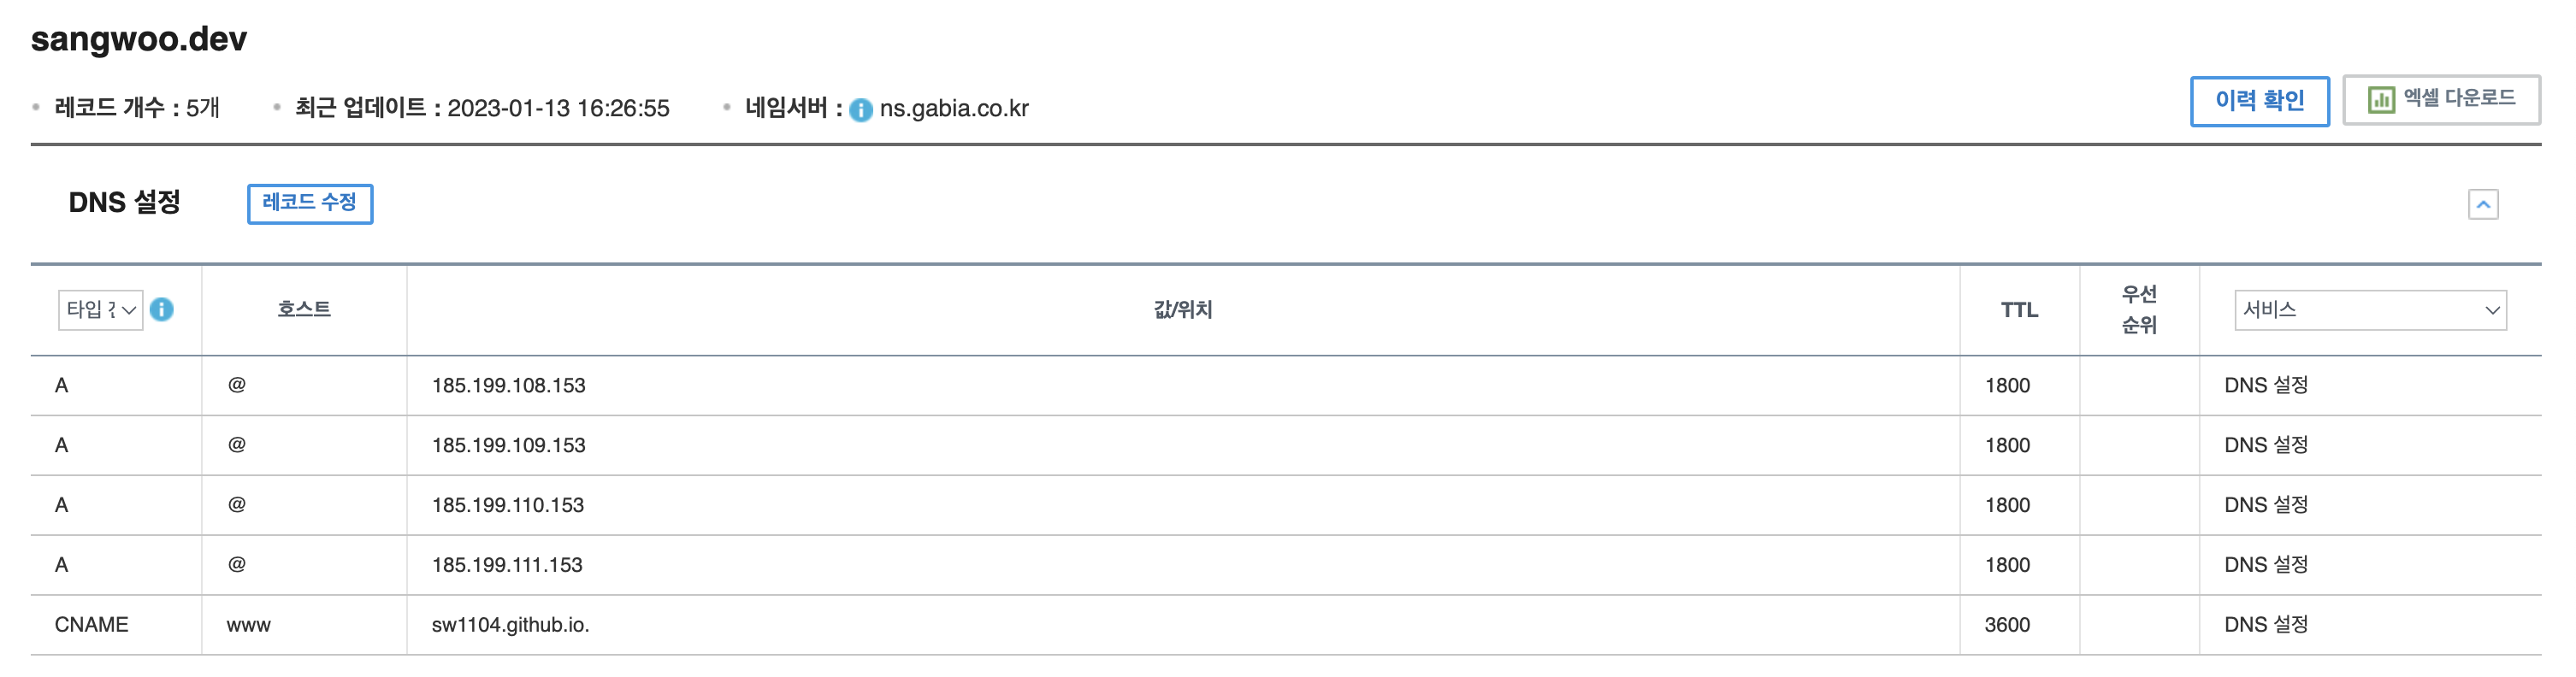 sangwoo.dev
레코드 개수 : 5개 최근 업데이트 : 2023-01-13 16:26:55 네임서버 : ns.gabia.co.kr 이력 확인 엑셀 다운로드
DNS 설정 레코드 수정
타입 호스트 값/위치 TTL 우선 순위 서비스
A @ 185.199.108.153 1800 DNS 설정
A @ 185.199.109.153 1800 DNS 설정
A @ 185.199.110.153 1800 DNS 설정
A @ 185.199.111.153 1800 DNS 설정
CNAME www sw1104.github.io. 3600 DNS 설정